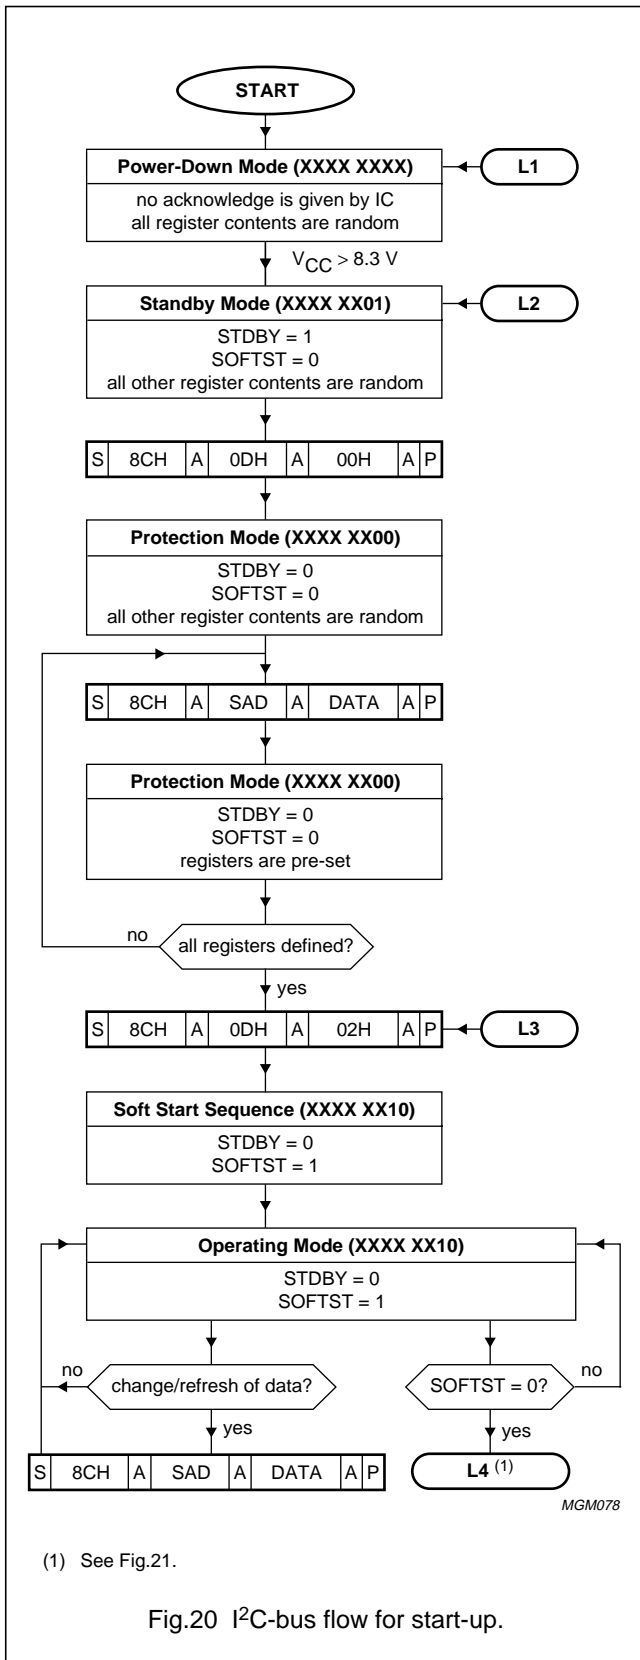 START
Power-Down Mode (XXXX XXXX)
L1
no acknowledge is given by IC
all register contents are random
VCC > 8.3 V
Standby Mode (XXXX XX01)
L2
STDBY = 1
SOFTST = 0
all other register contents are random
S 8CH A 0DH A 00H A P
Protection Mode (XXXX XX00)
STDBY = 0
SOFTST = 0
all other register contents are random
S 8CH A SAD A DATA A P
Protection Mode (XXXX XX00)
STDBY = 0
SOFTST = 0
registers are pre-set
no
all registers defined?
yes
S 8CH A 0DH A 02H A P
L3
Soft Start Sequence (XXXX XX10)
STDBY = 0
SOFTST = 1
Operating Mode (XXXX XX10)
STDBY = 0
SOFTST = 1
no
change/refresh of data?
SOFTST = 0?
no
yes
yes
S 8CH A SAD A DATA A P
L4 (1)
MGM078
(1) See Fig.21.
Fig.20 I²C-bus flow for start-up.